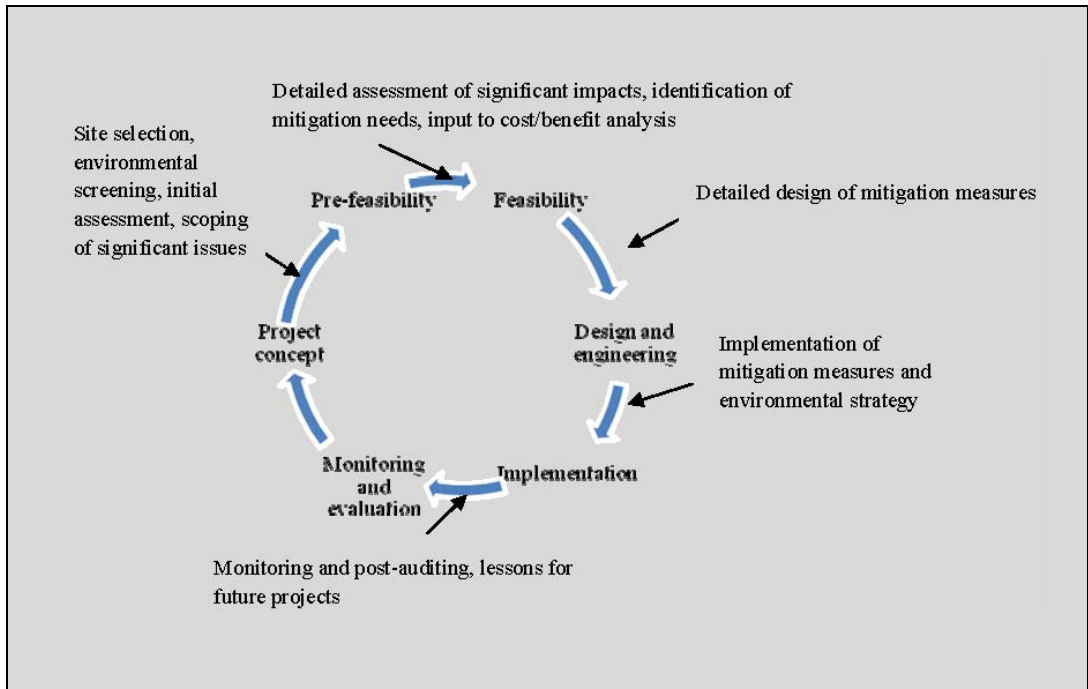 Detailed assessment of significant impacts, identification of
mitigation needs, input to cost/benefit analysis
Site selection,
environmental
screening, initial
assessment, scoping
of significant issues
Pre-feasibility
Feasibility
Detailed design of mitigation measures
Project
concept
Design and
engineering
Implementation of
mitigation measures and
environmental strategy
Monitoring
and
evaluation
Implementation
Monitoring and post-auditing, lessons for
future projects